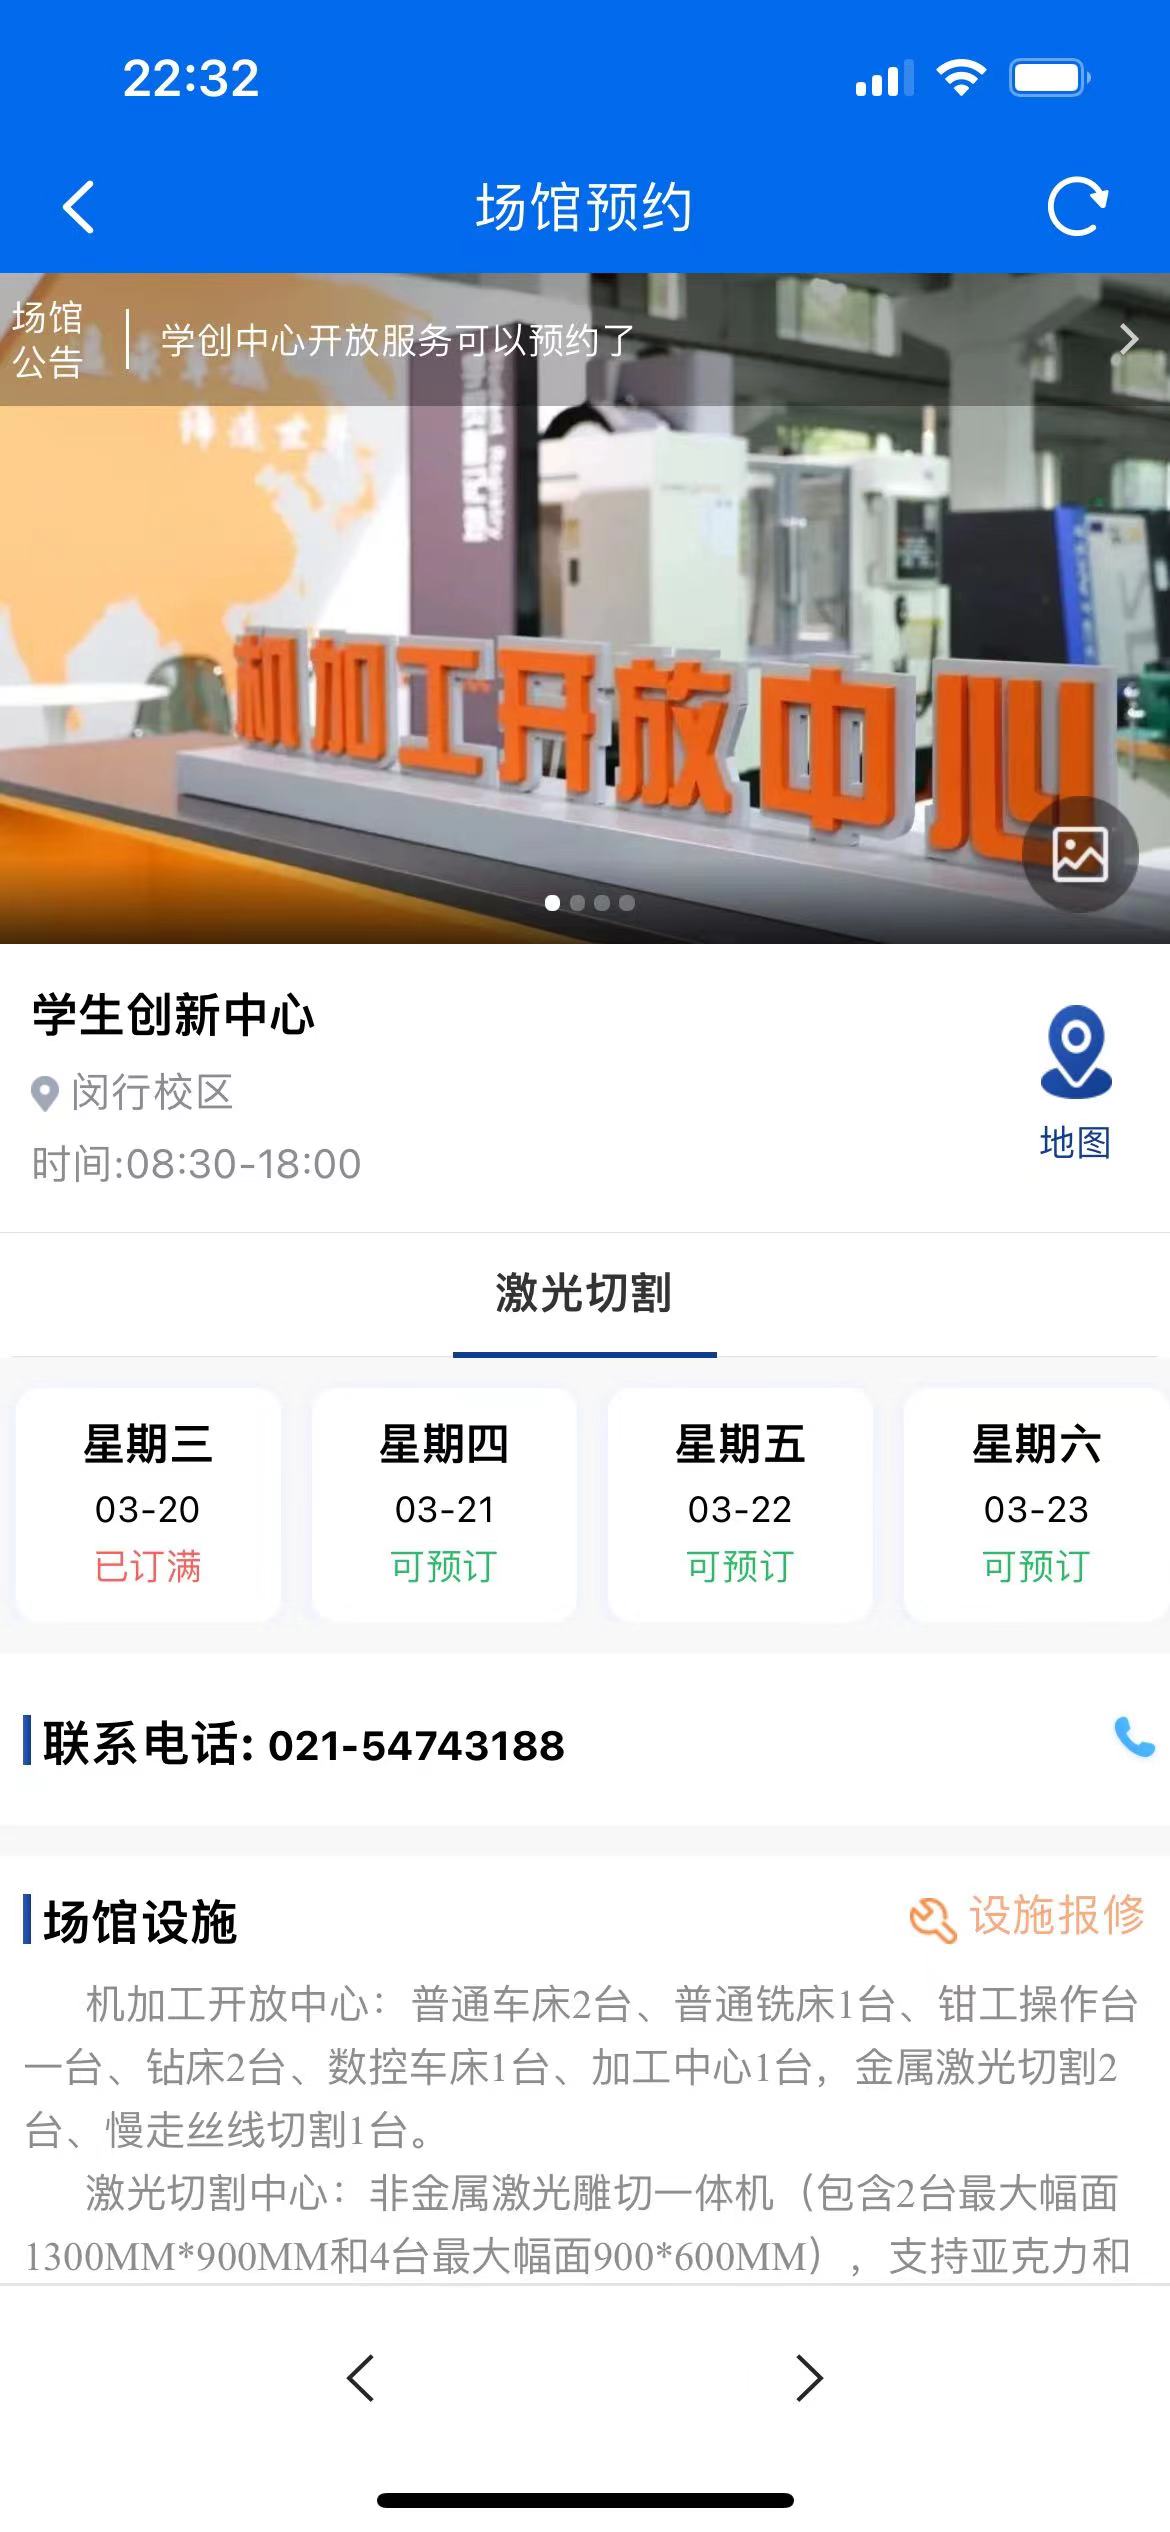 22:32
场馆预约
场馆
公告
学创中心开放服务可以预约了
机加工开放中心
学生创新中心
闵行校区
时间:08:30-18:00
地图
激光切割
星期三
03-20
已订满
星期四
03-21
可预订
星期五
03-22
可预订
星期六
03-23
可预订
联系电话: 021-54743188
场馆设施
设施报修
机加工开放中心：普通车床2台、普通铣床1台、钳工操作台
一台、钻床2台、数控车床1台、加工中心1台，金属激光切割2
台、慢走丝线切割1台。
激光切割中心：非金属激光雕切一体机（包含2台最大幅面
1300MM*900MM和4台最大幅面900*600MM），支持亚克力和